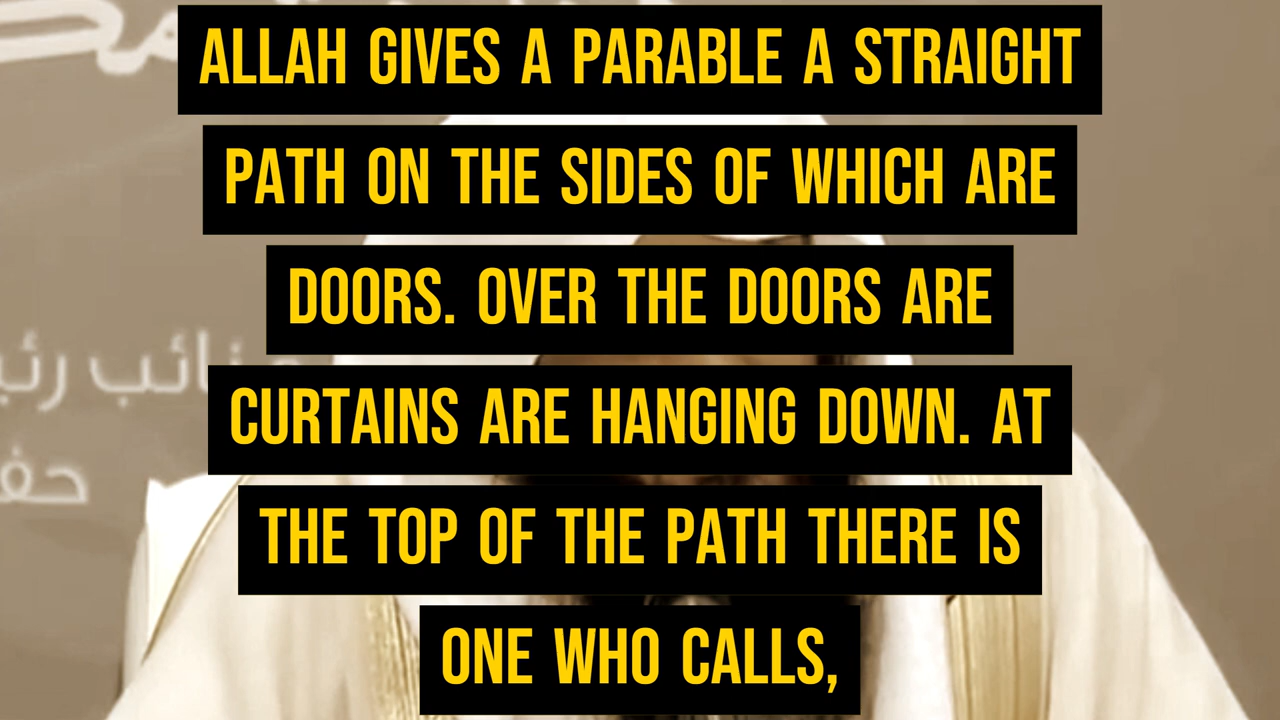 ALLAH GIVES A PARABLE A STRAIGHT
PATH ON THE SIDES OF WHICH ARE
DOORS. OVER THE DOORS ARE
CURTAINS ARE HANGING DOWN. AT
THE TOP OF THE PATH THERE IS
ONE WHO CALLS,
نائب